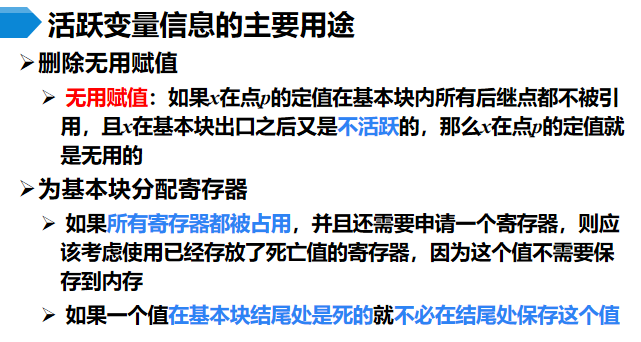 活跃变量信息的主要用途
➢删除无用赋值
➢ 无用赋值：如果x在点p的定值在基本块内所有后继点都不被引
用，且x在基本块出口之后又是不活跃的，那么x在点p的定值就
是无用的
➢为基本块分配寄存器
➢ 如果所有寄存器都被占用，并且还需要申请一个寄存器，则应
该考虑使用已经存放了死亡值的寄存器，因为这个值不需要保
存到内存
➢ 如果一个值在基本块结尾处是死的就不必在结尾处保存这个值